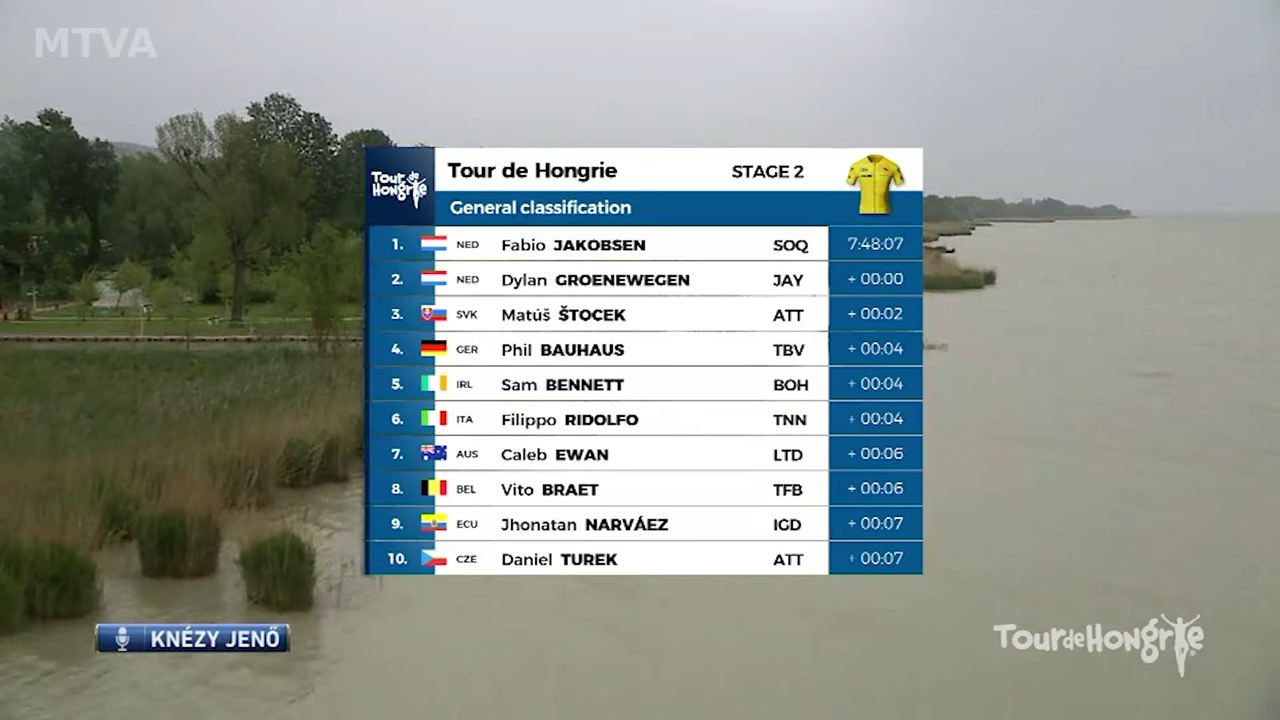 MTVA
Tour de Hongrie
Tour de Hongrie STAGE 2
General classification
1. NED Fabio JAKOBSEN SOQ 7:48:07
2. NED Dylan GROENEWEGEN JAY + 00:00
3. SVK Matúš ŠTOCEK ATT + 00:02
4. GER Phil BAUHAUS TBV + 00:04
5. IRL Sam BENNETT BOH + 00:04
6. ITA Filippo RIDOLFO TNN + 00:04
7. AUS Caleb EWAN LTD + 00:06
8. BEL Vito BRAET TFB + 00:06
9. ECU Jhonatan NARVÁEZ IGD + 00:07
10. CZE Daniel TUREK ATT + 00:07
KNÉZY JENŐ
Tour de Hongrie